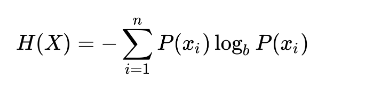 H(X) = − ∑_{i=1}^{n} P(x_i) log_b P(x_i)